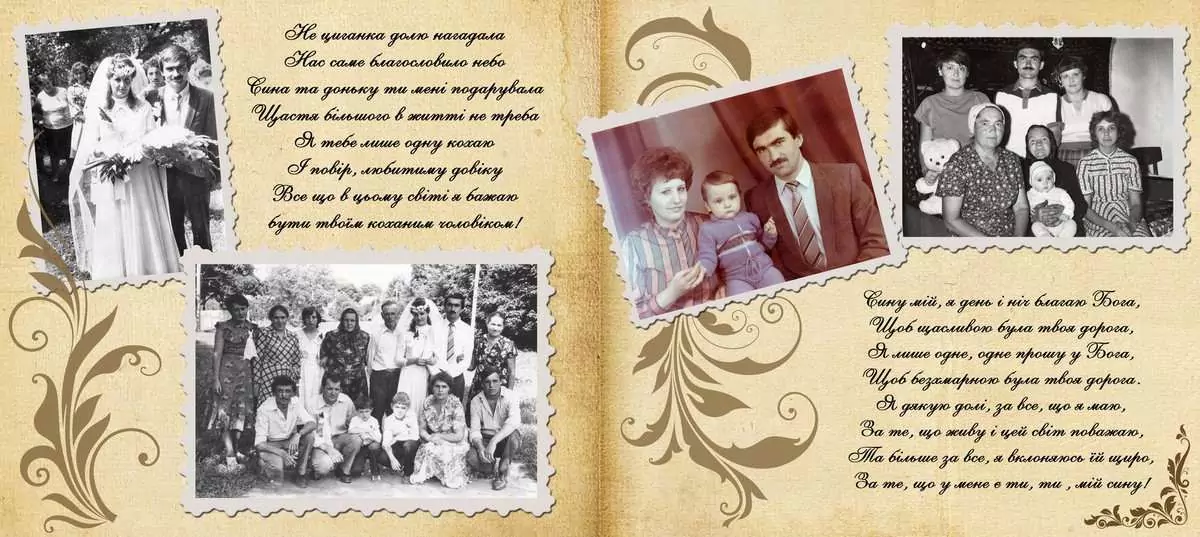 Не циганка долю нагадала
Нас саме благословило небо
Сина та доньку ти мені подарувала
Щастя більшого в житті не треба
Я тебе лише одну кохаю
І повір, любитиму довіку
Все що в цьому світі я бажаю
бути твоїм коханим чоловіком!
Сину мій, я день і ніч благаю Бога,
Щоб щасливою була твоя дорога,
Я лише одне, одне прошу у Бога,
Щоб безхмарною була твоя дорога.
Я дякую долі, за все, що я маю,
За те, що живу і цей світ поважаю,
Та більше за все, я вклоняюсь їй щиро,
За те, що у мене є ти, ти , мій сину!